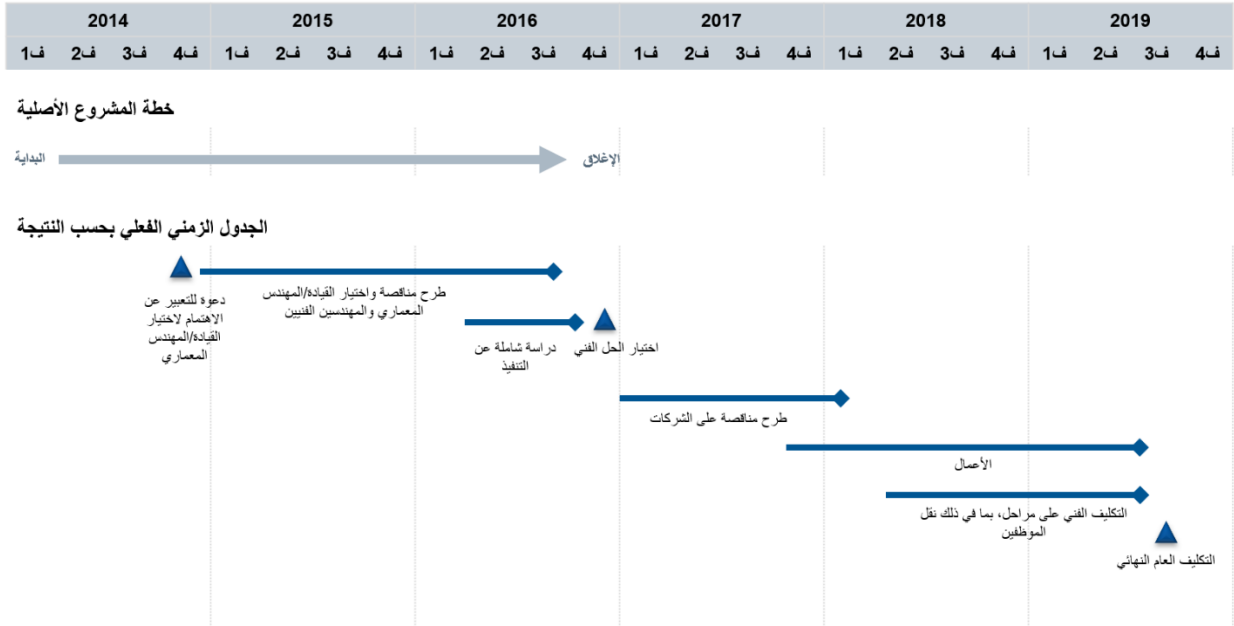 2014 2015 2016 2017 2018 2019
ف1 ف2 ف3 ف4 ف1 ف2 ف3 ف4 ف1 ف2 ف3 ف4 ف1 ف2 ف3 ف4 ف1 ف2 ف3 ف4 ف1 ف2 ف3 ف4
خطة المشروع الأصلية
البداية
الإغلاق
الجدول الزمني الفعلي بحسب النتيجة
دعوة للتعبير عن
الاهتمام لاختيار
القيادة/المهندس
المعماري
طرح مناقصة واختيار القيادة/المهندس
المعماري والمهندسين الفنيين
دراسة شاملة عن
التنفيذ
اختيار الحل الفني
طرح مناقصة على الشركات
الأعمال
التكليف الفني على مراحل، بما في ذلك نقل
الموظفين
التكليف العام النهائي